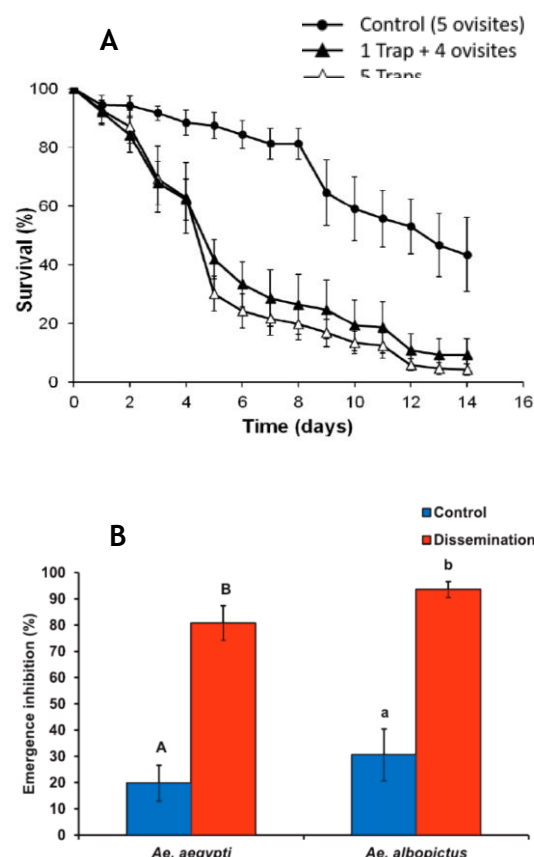 A
Control (5 ovisites)
1 Trap + 4 ovisites
5 Traps
100
80
60
40
20
0
Survival (%)
0 2 4 6 8 10 12 14 16
Time (days)
B
Control
Dissemination
100
90
80
70
60
50
40
30
20
10
0
Emergence inhibition (%)
A
B
a
b
Ae. aegypti
Ae. albopictus